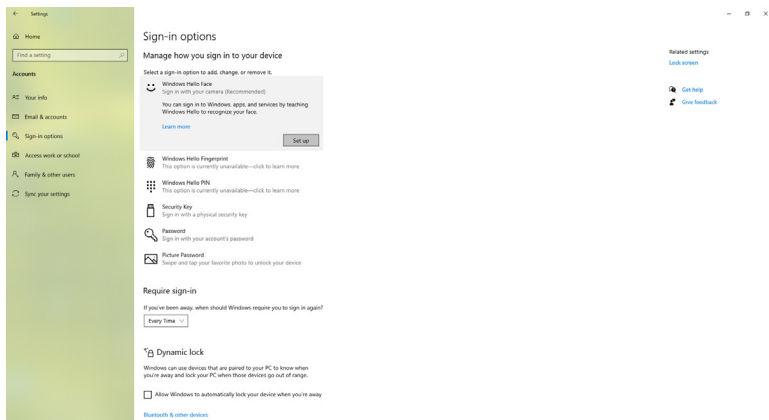 Settings
Home
Find a setting
Accounts
Your info
Email & accounts
Sign-in options
Access work or school
Family & other users
Sync your settings
Sign-in options
Manage how you sign in to your device
Select a sign-in option to add, change, or remove it.
Windows Hello Face
Sign in with your camera (Recommended)
You can sign in to Windows, apps, and services by teaching
Windows Hello to recognize your face.
Learn more
Set up
Windows Hello Fingerprint
This option is currently unavailable—click to learn more
Windows Hello PIN
This option is currently unavailable—click to learn more
Security Key
Sign in with a physical security key
Password
Sign in with your account's password
Picture Password
Swipe and tap your favorite photo to unlock your device
Require sign-in
If you've been away, when should Windows require you to sign in again?
Every Time
Dynamic lock
Windows can use devices that are paired to your PC to know when
you're away and lock your PC when those devices go out of range.
Allow Windows to automatically lock your device when you're away
Bluetooth & other devices
Related settings
Lock screen
Get help
Give feedback